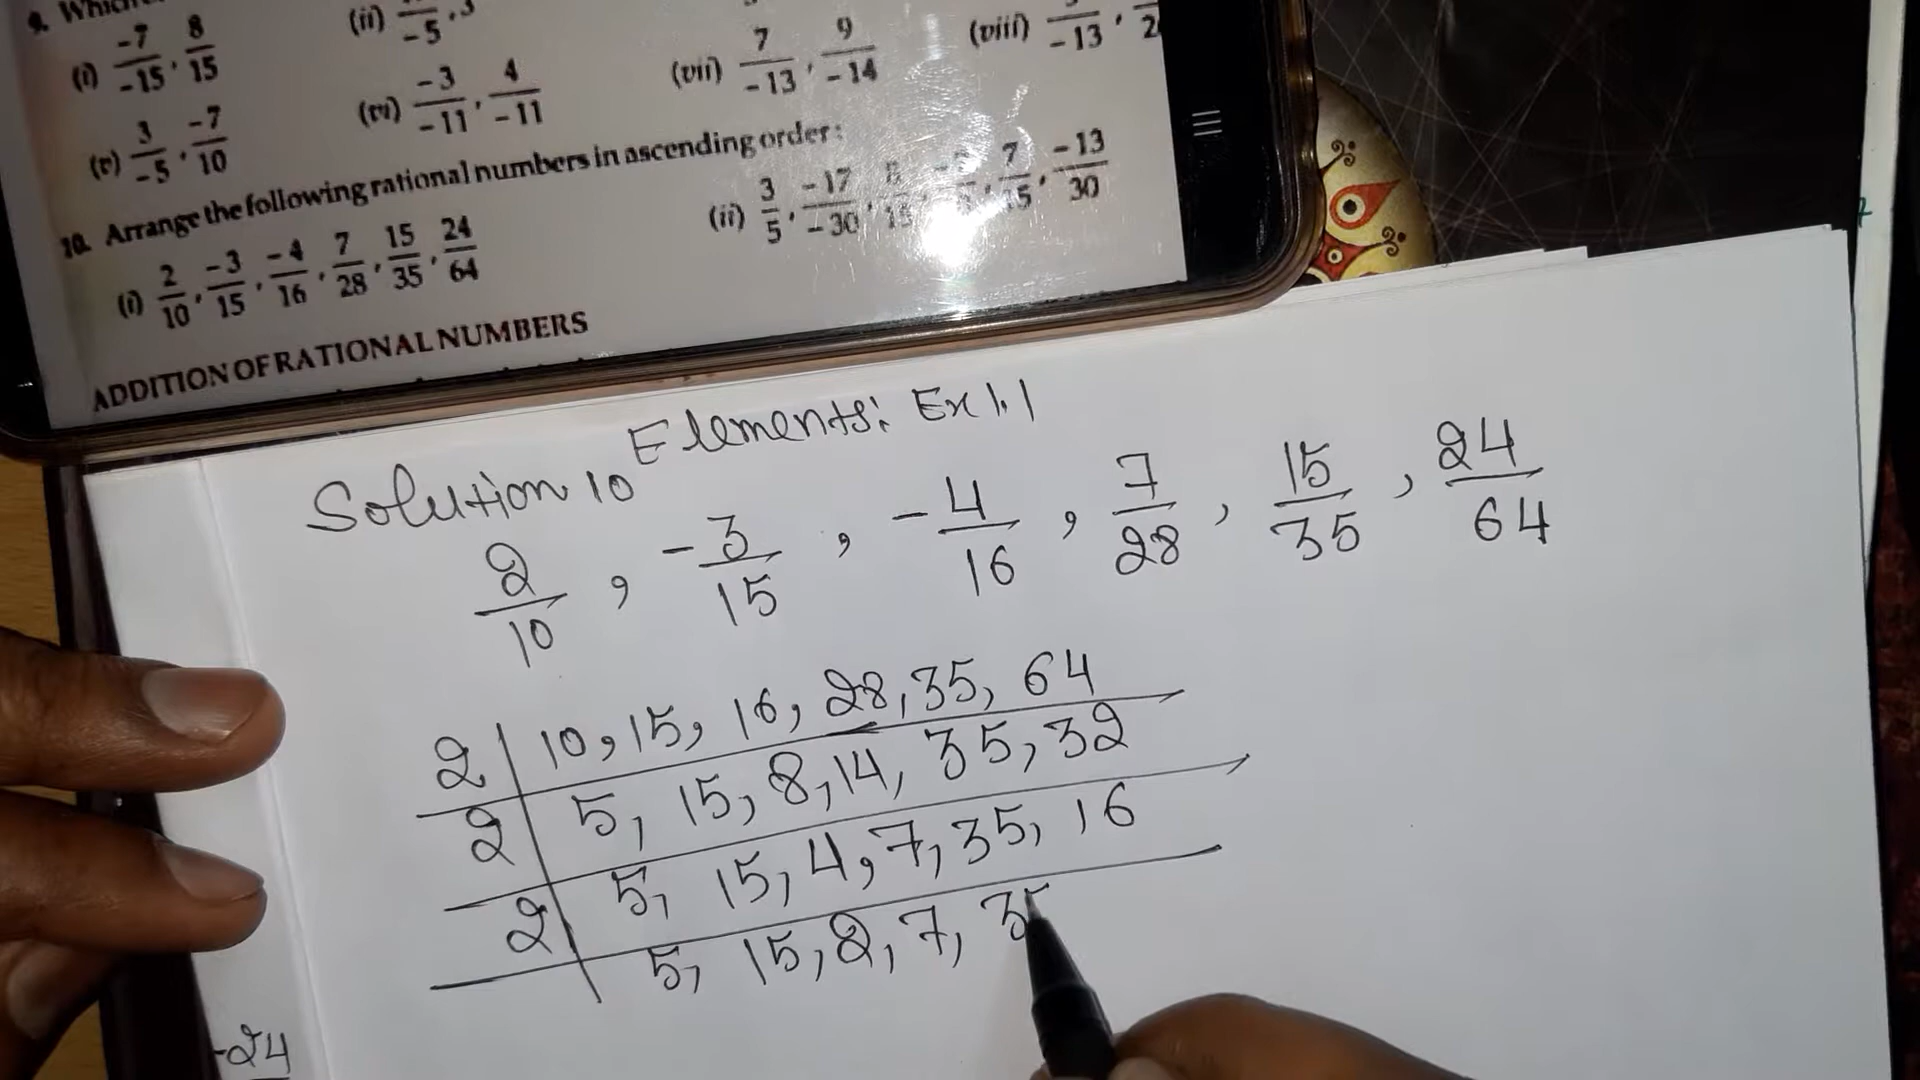 9. Which
(i) -7/-15, 8/15 (ii) /-5, 3
(v) 3/-5, -7/10 (vi) -3/-11, 4/-11 (vii) 7/-13, 9/-14 (viii) /-13,
10. Arrange the following rational numbers in ascending order:
(i) 2/10, -3/15, -4/16, 7/28, 15/35, 24/64 (ii) 3/5, -17/-30, 7/15, -13/30
ADDITION OF RATIONAL NUMBERS
Elements: Ex 1.1
Solution 10
2/10, -3/15, -4/16, 7/28, 15/35, 24/64
2 | 10, 15, 16, 28, 35, 64
2 | 5, 15, 8, 14, 35, 32
2 | 5, 15, 4, 7, 35, 16
5, 15, 2, 7, 35
-24